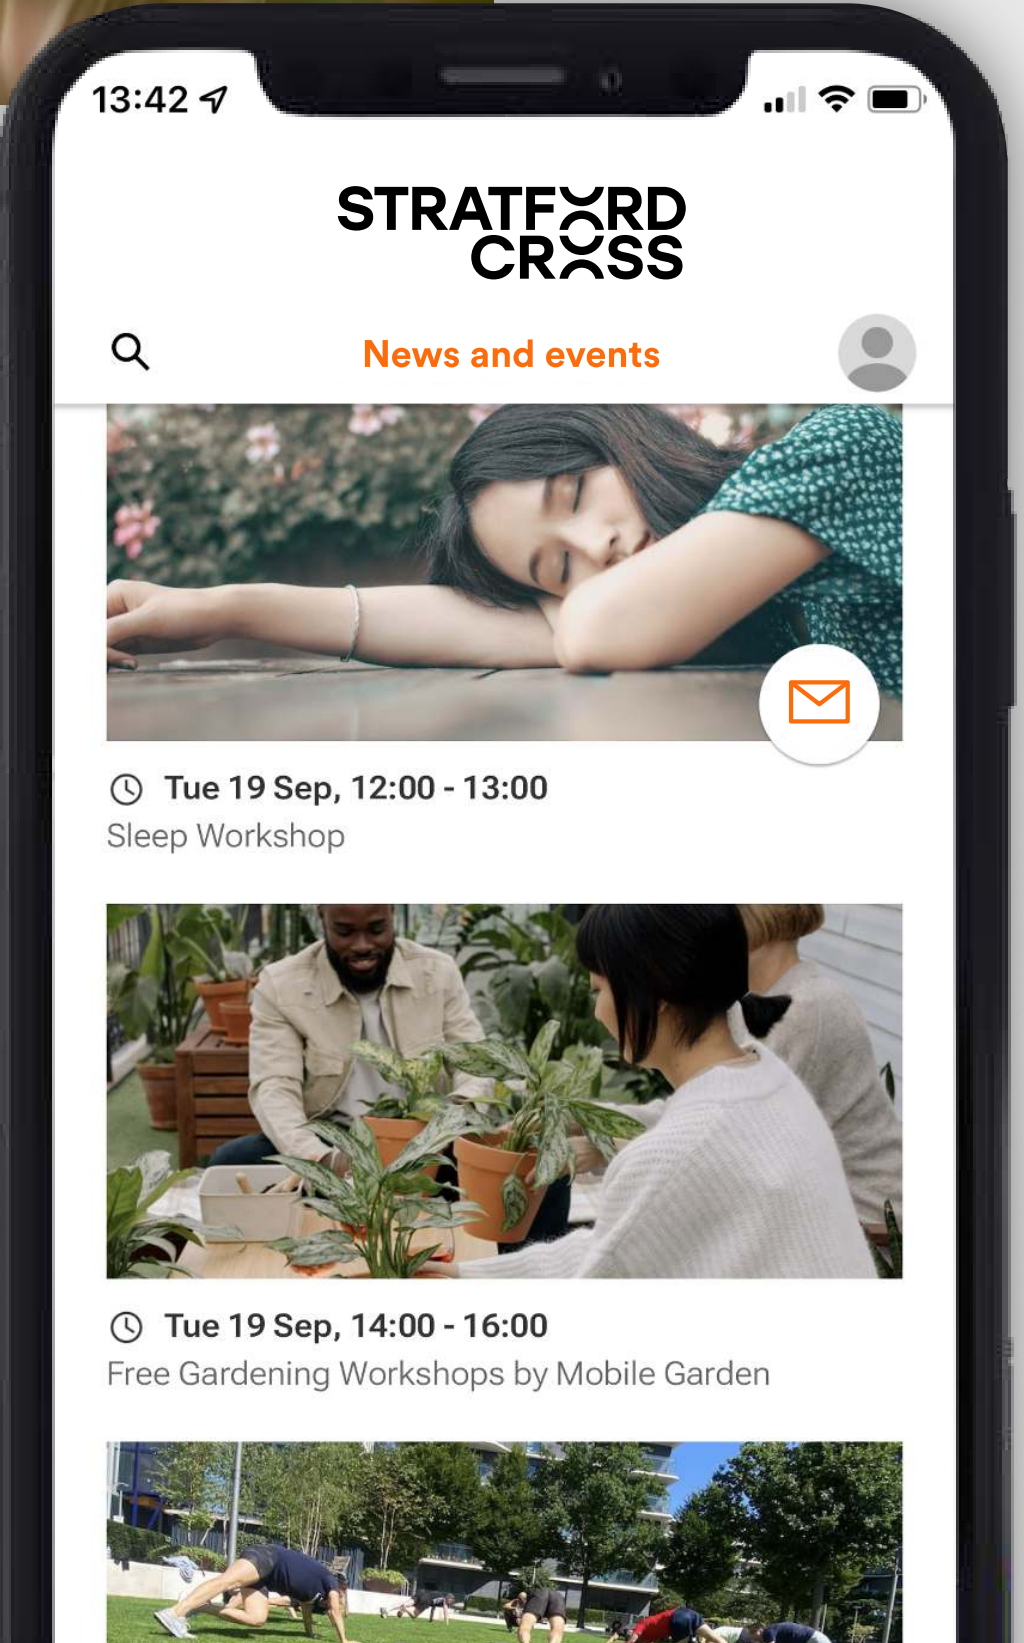 13:42
STRATFORD
CROSS
News and events
Tue 19 Sep, 12:00 - 13:00
Sleep Workshop
Tue 19 Sep, 14:00 - 16:00
Free Gardening Workshops by Mobile Garden